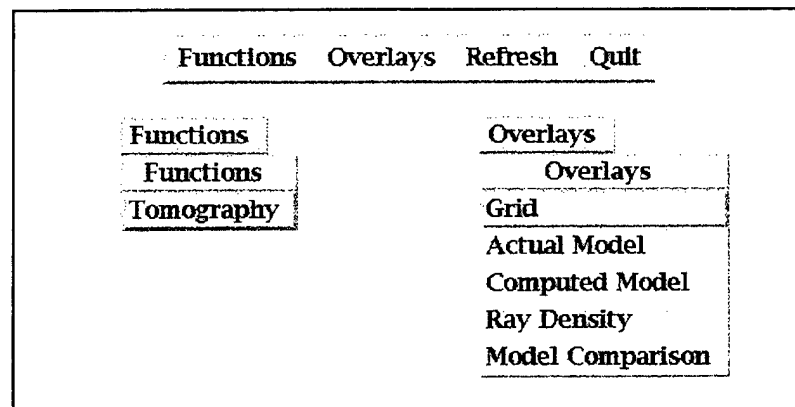 Functions Overlays Refresh Quit
Functions
Functions
Tomography
Overlays
Overlays
Grid
Actual Model
Computed Model
Ray Density
Model Comparison